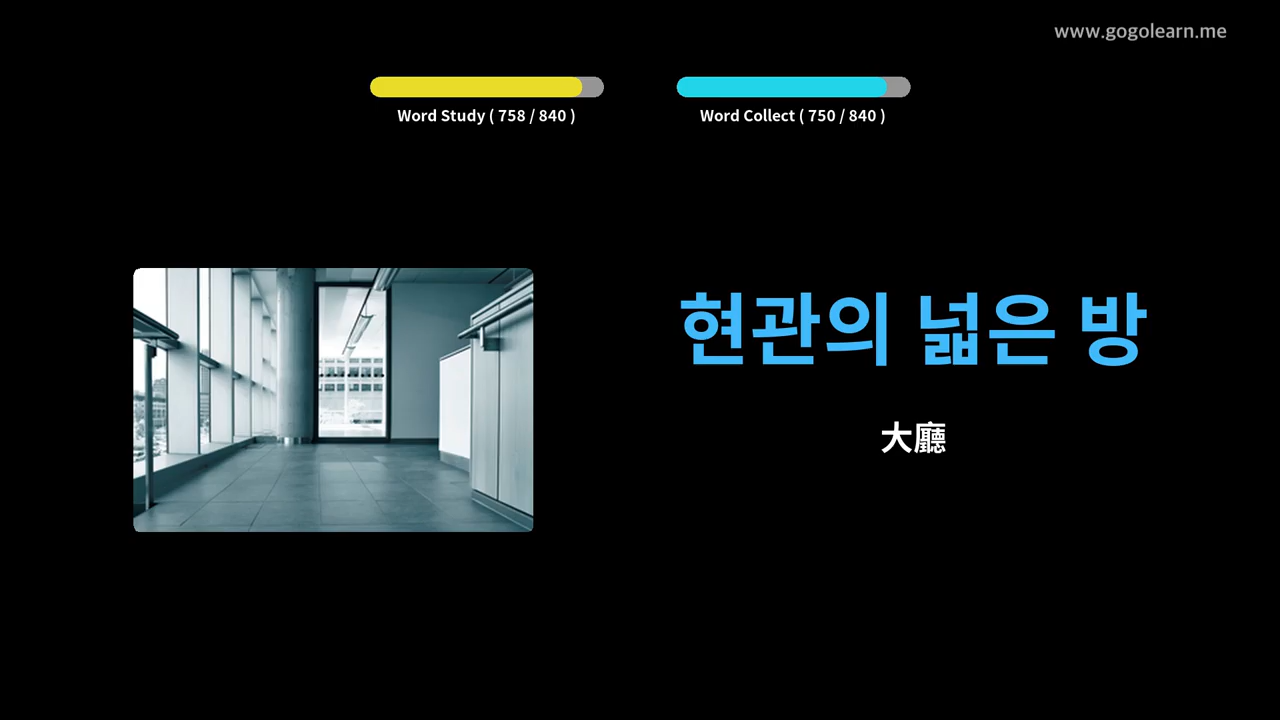 www.gogolearn.me
Word Study ( 758 / 840 )
Word Collect ( 750 / 840 )
현관의 넓은 방
大廳